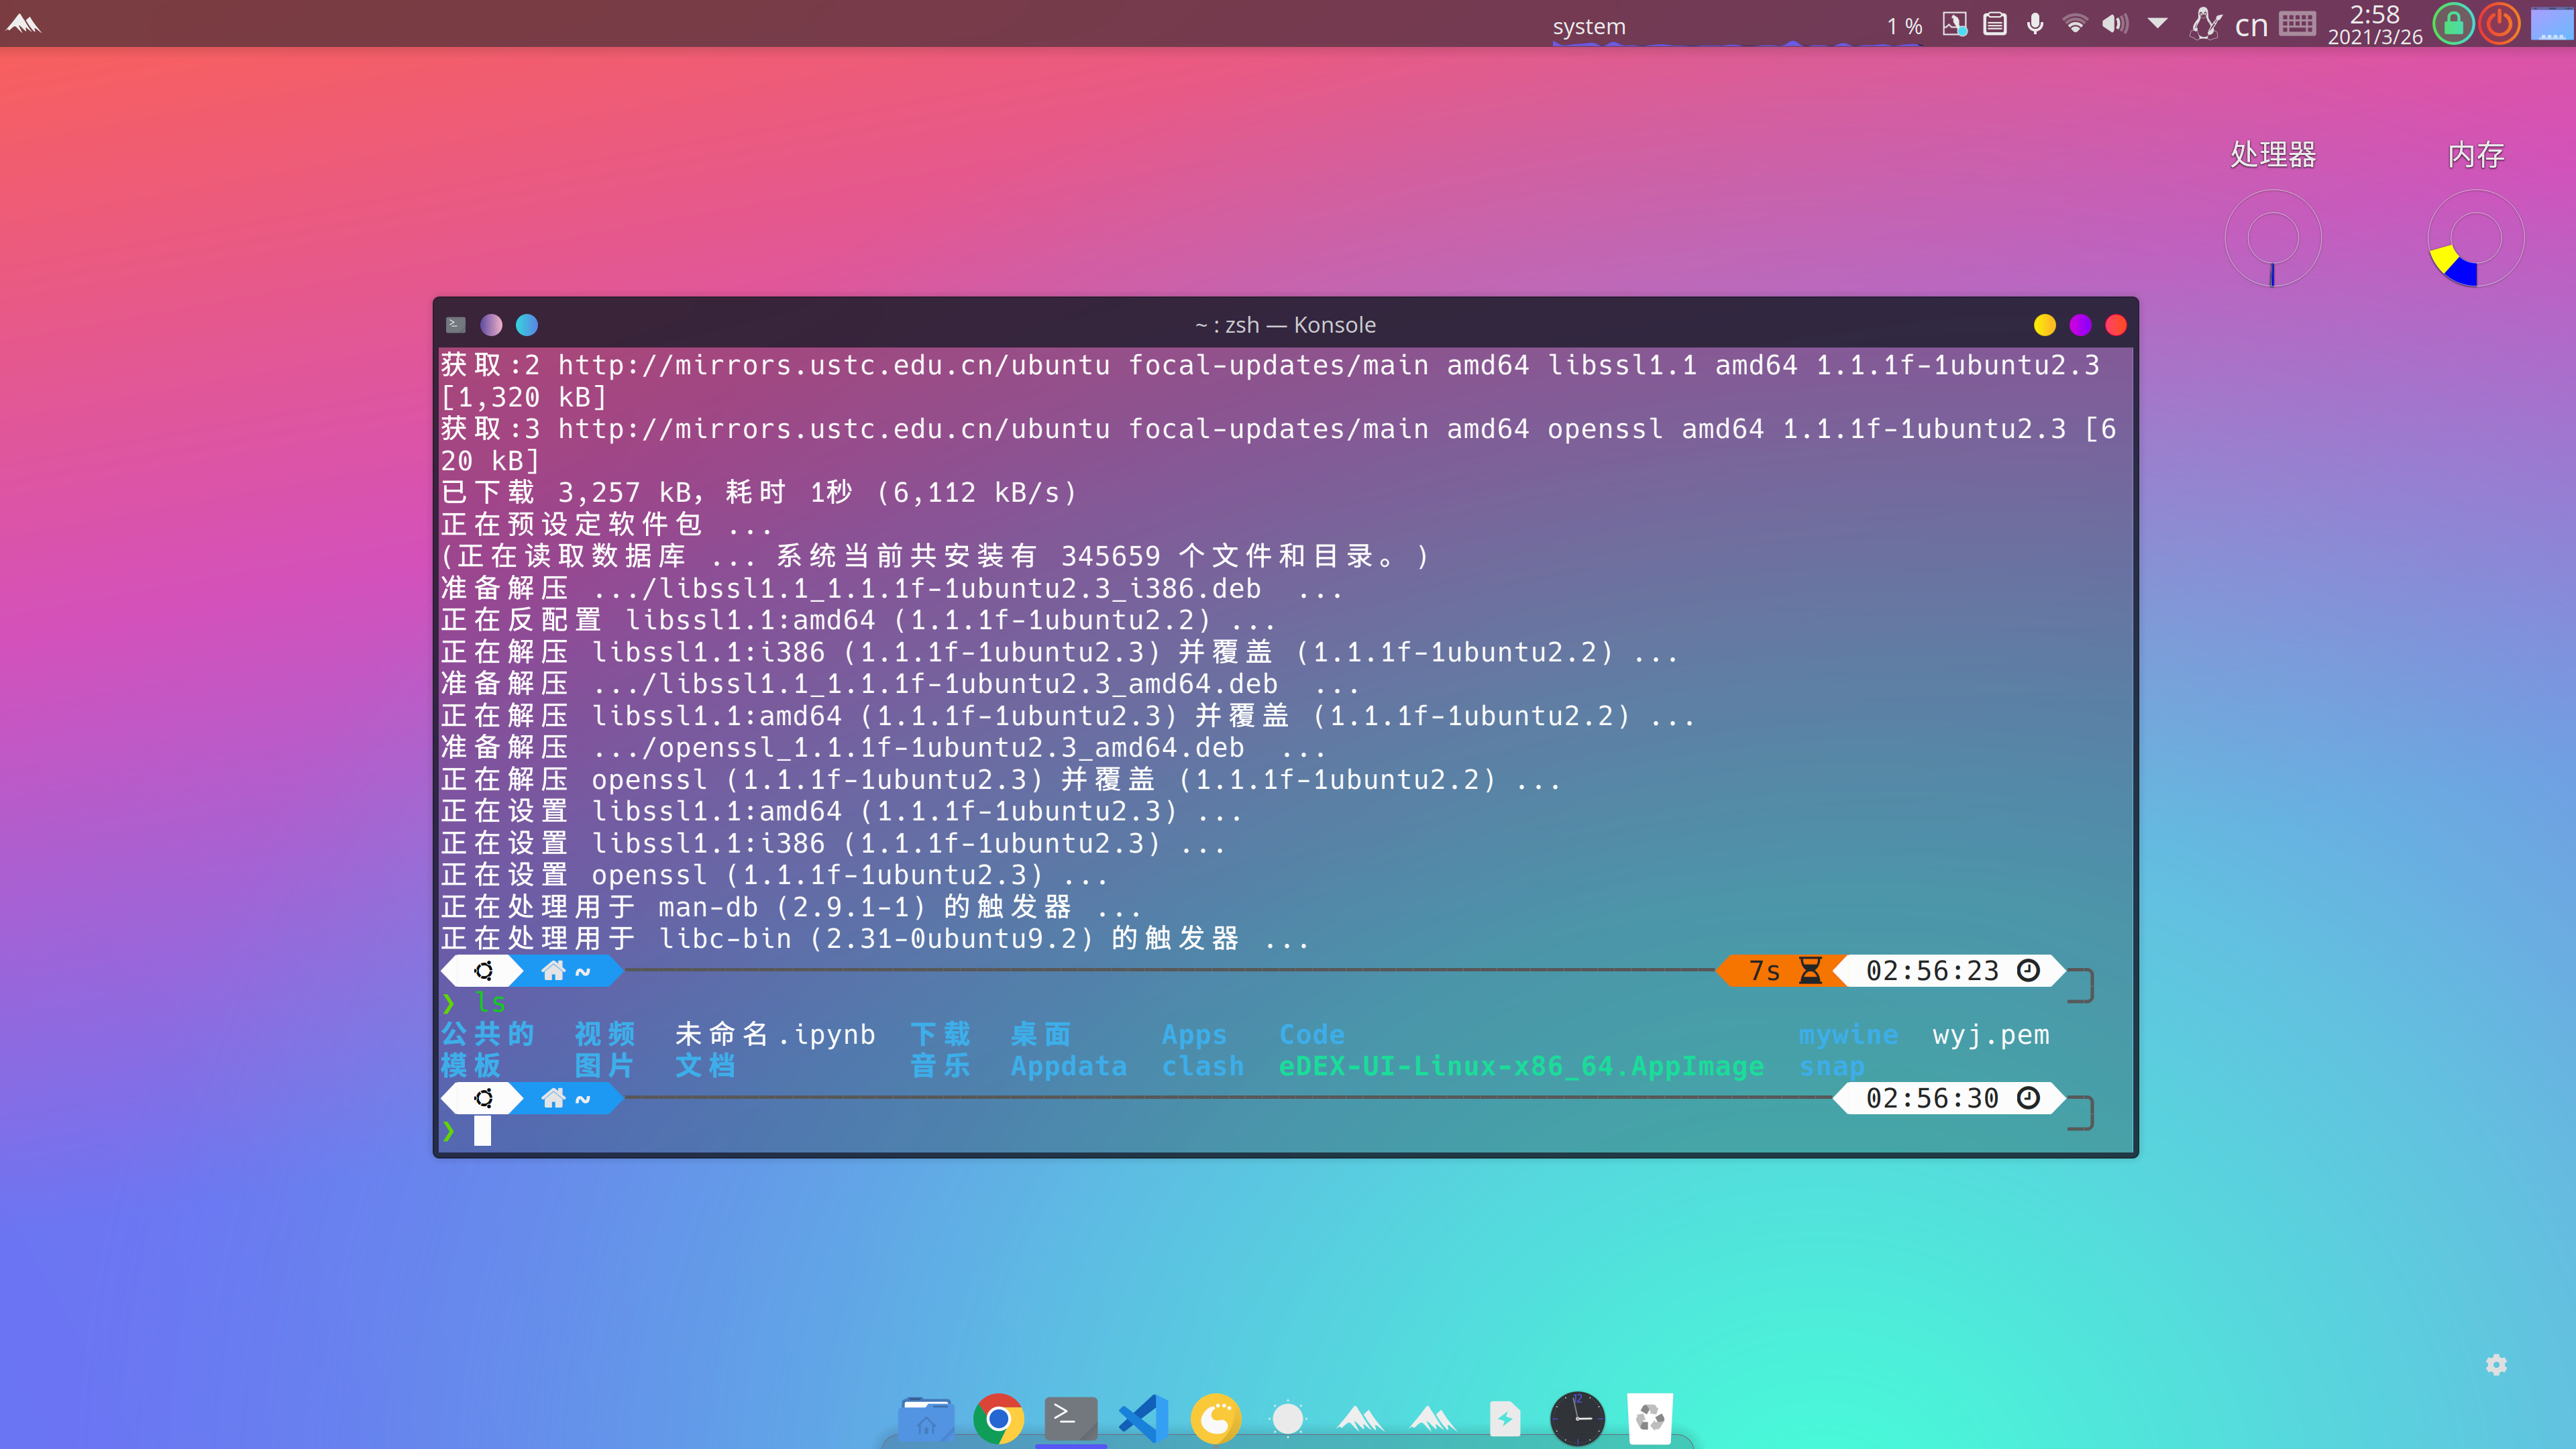 system
1 %
cn
2:58
2021/3/26
处理器
内存
~ : zsh — Konsole
获取:2 http://mirrors.ustc.edu.cn/ubuntu focal-updates/main amd64 libssl1.1 amd64 1.1.1f-1ubuntu2.3
[1,320 kB]
获取:3 http://mirrors.ustc.edu.cn/ubuntu focal-updates/main amd64 openssl amd64 1.1.1f-1ubuntu2.3 [6
20 kB]
已下载 3,257 kB，耗时 1秒 (6,112 kB/s)
正在预设定软件包 ...
(正在读取数据库 ... 系统当前共安装有 345659 个文件和目录。)
准备解压 .../libssl1.1_1.1.1f-1ubuntu2.3_i386.deb  ...
正在反配置 libssl1.1:amd64 (1.1.1f-1ubuntu2.2) ...
正在解压 libssl1.1:i386 (1.1.1f-1ubuntu2.3) 并覆盖 (1.1.1f-1ubuntu2.2) ...
准备解压 .../libssl1.1_1.1.1f-1ubuntu2.3_amd64.deb  ...
正在解压 libssl1.1:amd64 (1.1.1f-1ubuntu2.3) 并覆盖 (1.1.1f-1ubuntu2.2) ...
准备解压 .../openssl_1.1.1f-1ubuntu2.3_amd64.deb  ...
正在解压 openssl (1.1.1f-1ubuntu2.3) 并覆盖 (1.1.1f-1ubuntu2.2) ...
正在设置 libssl1.1:amd64 (1.1.1f-1ubuntu2.3) ...
正在设置 libssl1.1:i386 (1.1.1f-1ubuntu2.3) ...
正在设置 openssl (1.1.1f-1ubuntu2.3) ...
正在处理用于 man-db (2.9.1-1) 的触发器 ...
正在处理用于 libc-bin (2.31-0ubuntu9.2) 的触发器 ...
~ 7s 02:56:23
❯ ls
公共的 视频 未命名.ipynb 下载 桌面 Apps Code mywine wyj.pem
模板 图片 文档 音乐 Appdata clash eDEX-UI-Linux-x86_64.AppImage snap
~ 02:56:30
❯
12